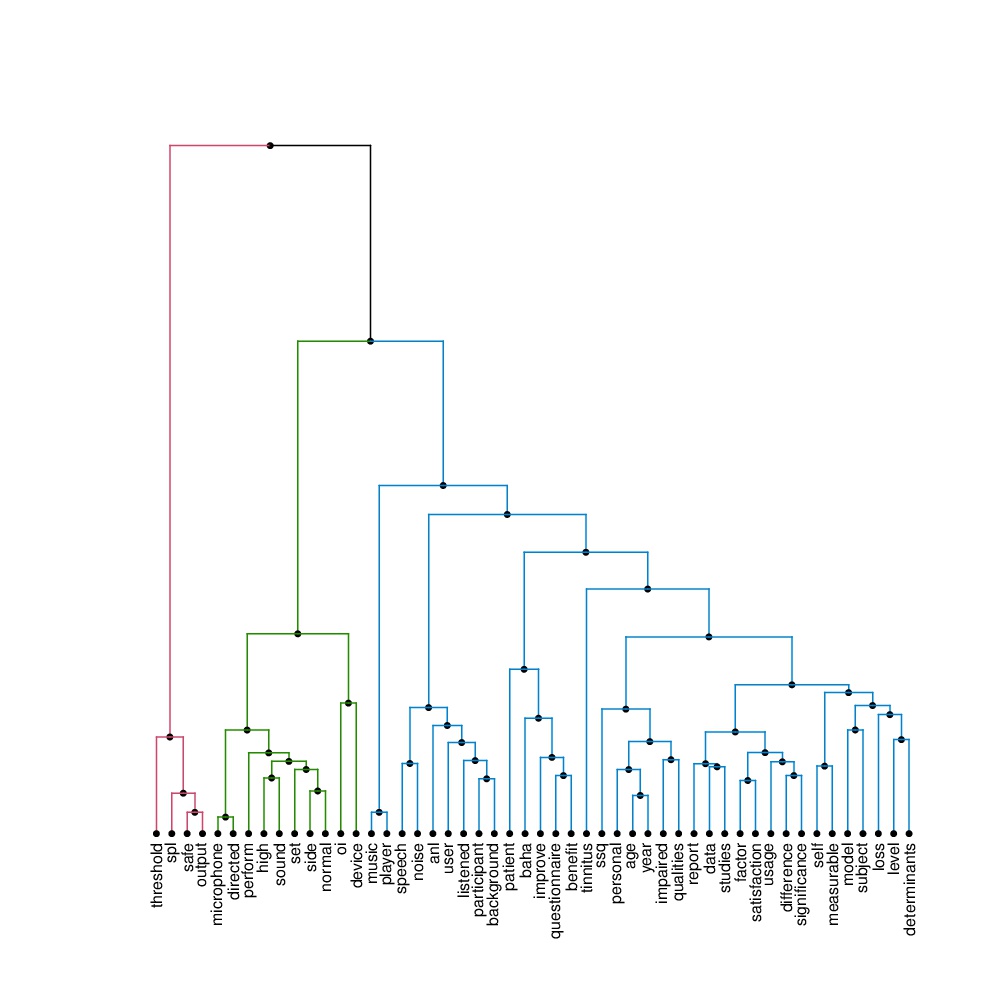 threshold
spl
safe
output
microphone
directed
perform
high
sound
set
side
normal
oi
device
music
player
speech
noise
anl
user
listened
participant
background
patient
baha
improve
questionnaire
benefit
tinnitus
ssq
personal
age
year
impaired
qualities
report
data
studies
factor
satisfaction
usage
difference
significance
self
measurable
model
subject
loss
level
determinants